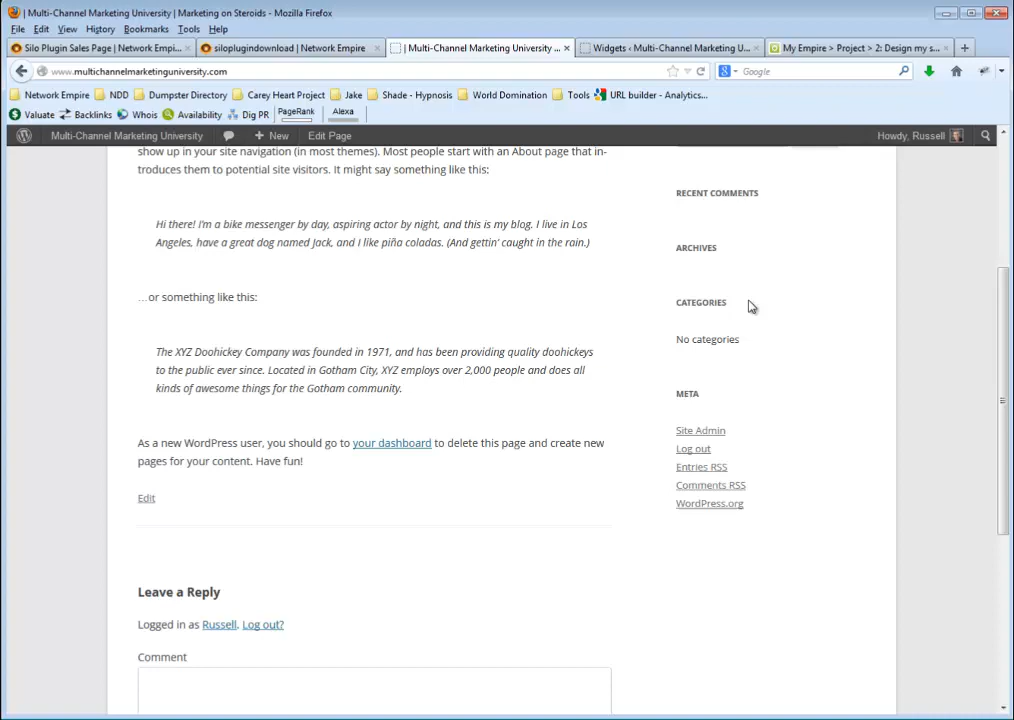 | Multi-Channel Marketing University | Marketing on Steroids - Mozilla Firefox
File Edit View History Bookmarks Tools Help
Silo Plugin Sales Page | Network Empi... × siloplugindownload | Network Empire × | Multi-Channel Marketing University ... × Widgets ‹ Multi-Channel Marketing U... × My Empire > Project > 2: Design my s... × +
www.multichannelmarketinguniversity.com Google
Network Empire NDD Dumpster Directory Carey Heart Project Jake Shade - Hypnosis World Domination Tools URL builder - Analytics...
Valuate Backlinks Whois Availability Dig PR PageRank Alexa
Multi-Channel Marketing University + New Edit Page Howdy, Russell
show up in your site navigation (in most themes). Most people start with an About page that in-
troduces them to potential site visitors. It might say something like this:
Hi there! I'm a bike messenger by day, aspiring actor by night, and this is my blog. I live in Los
Angeles, have a great dog named Jack, and I like piña coladas. (And gettin' caught in the rain.)
...or something like this:
The XYZ Doohickey Company was founded in 1971, and has been providing quality doohickeys
to the public ever since. Located in Gotham City, XYZ employs over 2,000 people and does all
kinds of awesome things for the Gotham community.
As a new WordPress user, you should go to your dashboard to delete this page and create new
pages for your content. Have fun!
Edit
Leave a Reply
Logged in as Russell. Log out?
Comment
RECENT COMMENTS
ARCHIVES
CATEGORIES
No categories
META
Site Admin
Log out
Entries RSS
Comments RSS
WordPress.org